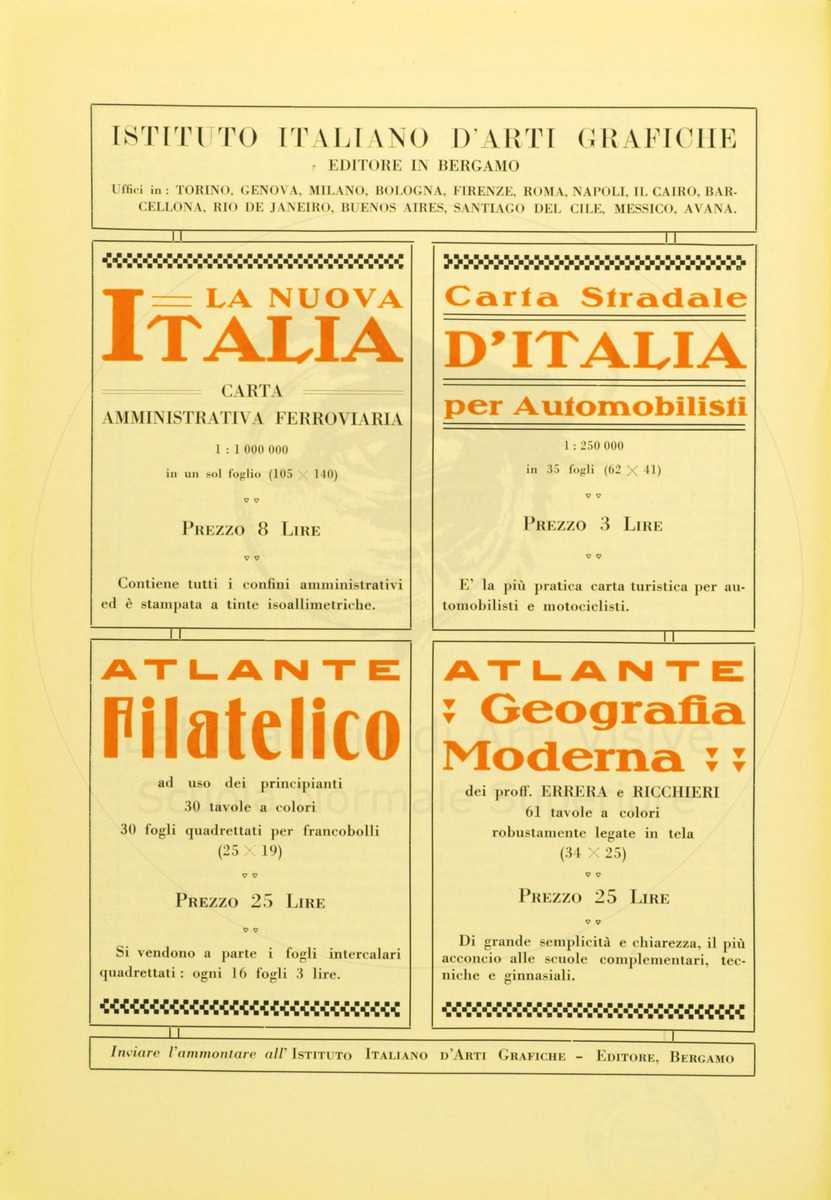 ISTITUTO ITALIANO D'ARTI GRAFICHE
EDITORE IN BERGAMO
Uffici in: TORINO, GENOVA, MILANO, BOLOGNA, FIRENZE, ROMA, NAPOLI, IL CAIRO, BAR-
CELLONA, RIO DE JANEIRO, BUENOS AIRES, SANTIAGO DEL CILE, MESSICO, AVANA.
LA NUOVA
ITALIA
CARTA
AMMINISTRATIVA FERROVIARIA
1 : 1 000 000
in un sol foglio (105 × 140)
PREZZO 8 LIRE
Contiene tutti i confini amministrativi
ed è stampata a tinte isoallimetriche.
Carta Stradale
D'ITALIA
per Automobilisti
1 : 250 000
in 35 fogli (62 × 41)
PREZZO 3 LIRE
E' la più pratica carta turistica per au-
tomobilisti e motociclisti.
ATLANTE
Filatelico
ad uso dei principianti
30 tavole a colori
30 fogli quadrettati per francobolli
(25 × 19)
PREZZO 25 LIRE
Si vendono a parte i fogli intercalari
quadrettati : ogni 16 fogli 3 lire.
ATLANTE
Geografia
Moderna
dei proff. ERRERA e RICCHIERI
61 tavole a colori
robustamente legate in tela
(34 × 25)
PREZZO 25 LIRE
Di grande semplicità e chiarezza, il più
acconcio alle scuole complementari, tec-
niche e ginnasiali.
Inviare l'ammontare all' ISTITUTO ITALIANO D'ARTI GRAFICHE – EDITORE, BERGAMO